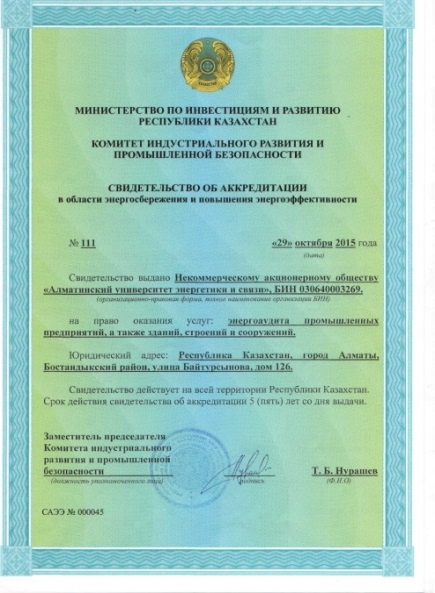 МИНИСТЕРСТВО ПО ИНВЕСТИЦИЯМ И РАЗВИТИЮ
РЕСПУБЛИКИ КАЗАХСТАН
КОМИТЕТ ИНДУСТРИАЛЬНОГО РАЗВИТИЯ И
ПРОМЫШЛЕННОЙ БЕЗОПАСНОСТИ
СВИДЕТЕЛЬСТВО ОБ АККРЕДИТАЦИИ
в области энергосбережения и повышения энергоэффективности
№ 111 «29» октября 2015 года
(дата)
Свидетельство выдано Некоммерческому акционерному обществу
«Алматинский университет энергетики и связи», БИН 030640003269.
(организационно-правовая форма, полное наименование организации БИН)
на право оказания услуг: энергоаудита промышленных
предприятий, а также зданий, строений и сооружений.
Юридический адрес: Республика Казахстан, город Алматы,
Бостандыкский район, улица Байтурсынова, дом 126.
Свидетельство действует на всей территории Республики Казахстан.
Срок действия свидетельства об аккредитации 5 (пять) лет со дня выдачи.
Заместитель председателя
Комитета индустриального
развития и промышленной
безопасности Т. Б. Нурашев
(должность уполномоченного лица) подпись (Ф.И.О)
САЭЭ № 000045